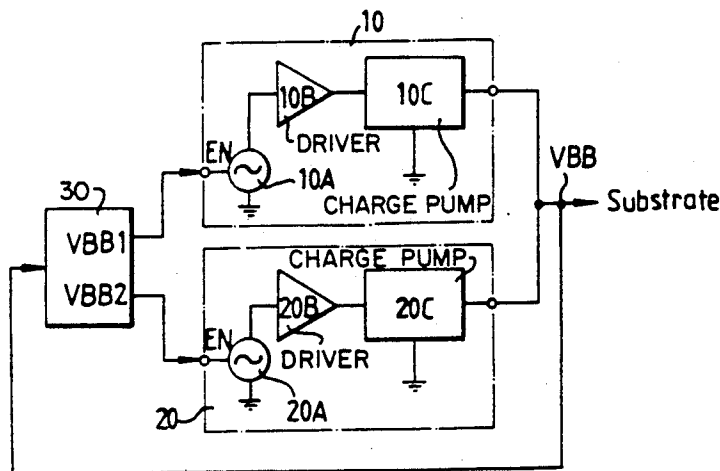 10
10B
10C
DRIVER
EN
10A
CHARGE PUMP
VBB
Substrate
30
VBB1
VBB2
CHARGE PUMP
20B
20C
EN
DRIVER
20
20A